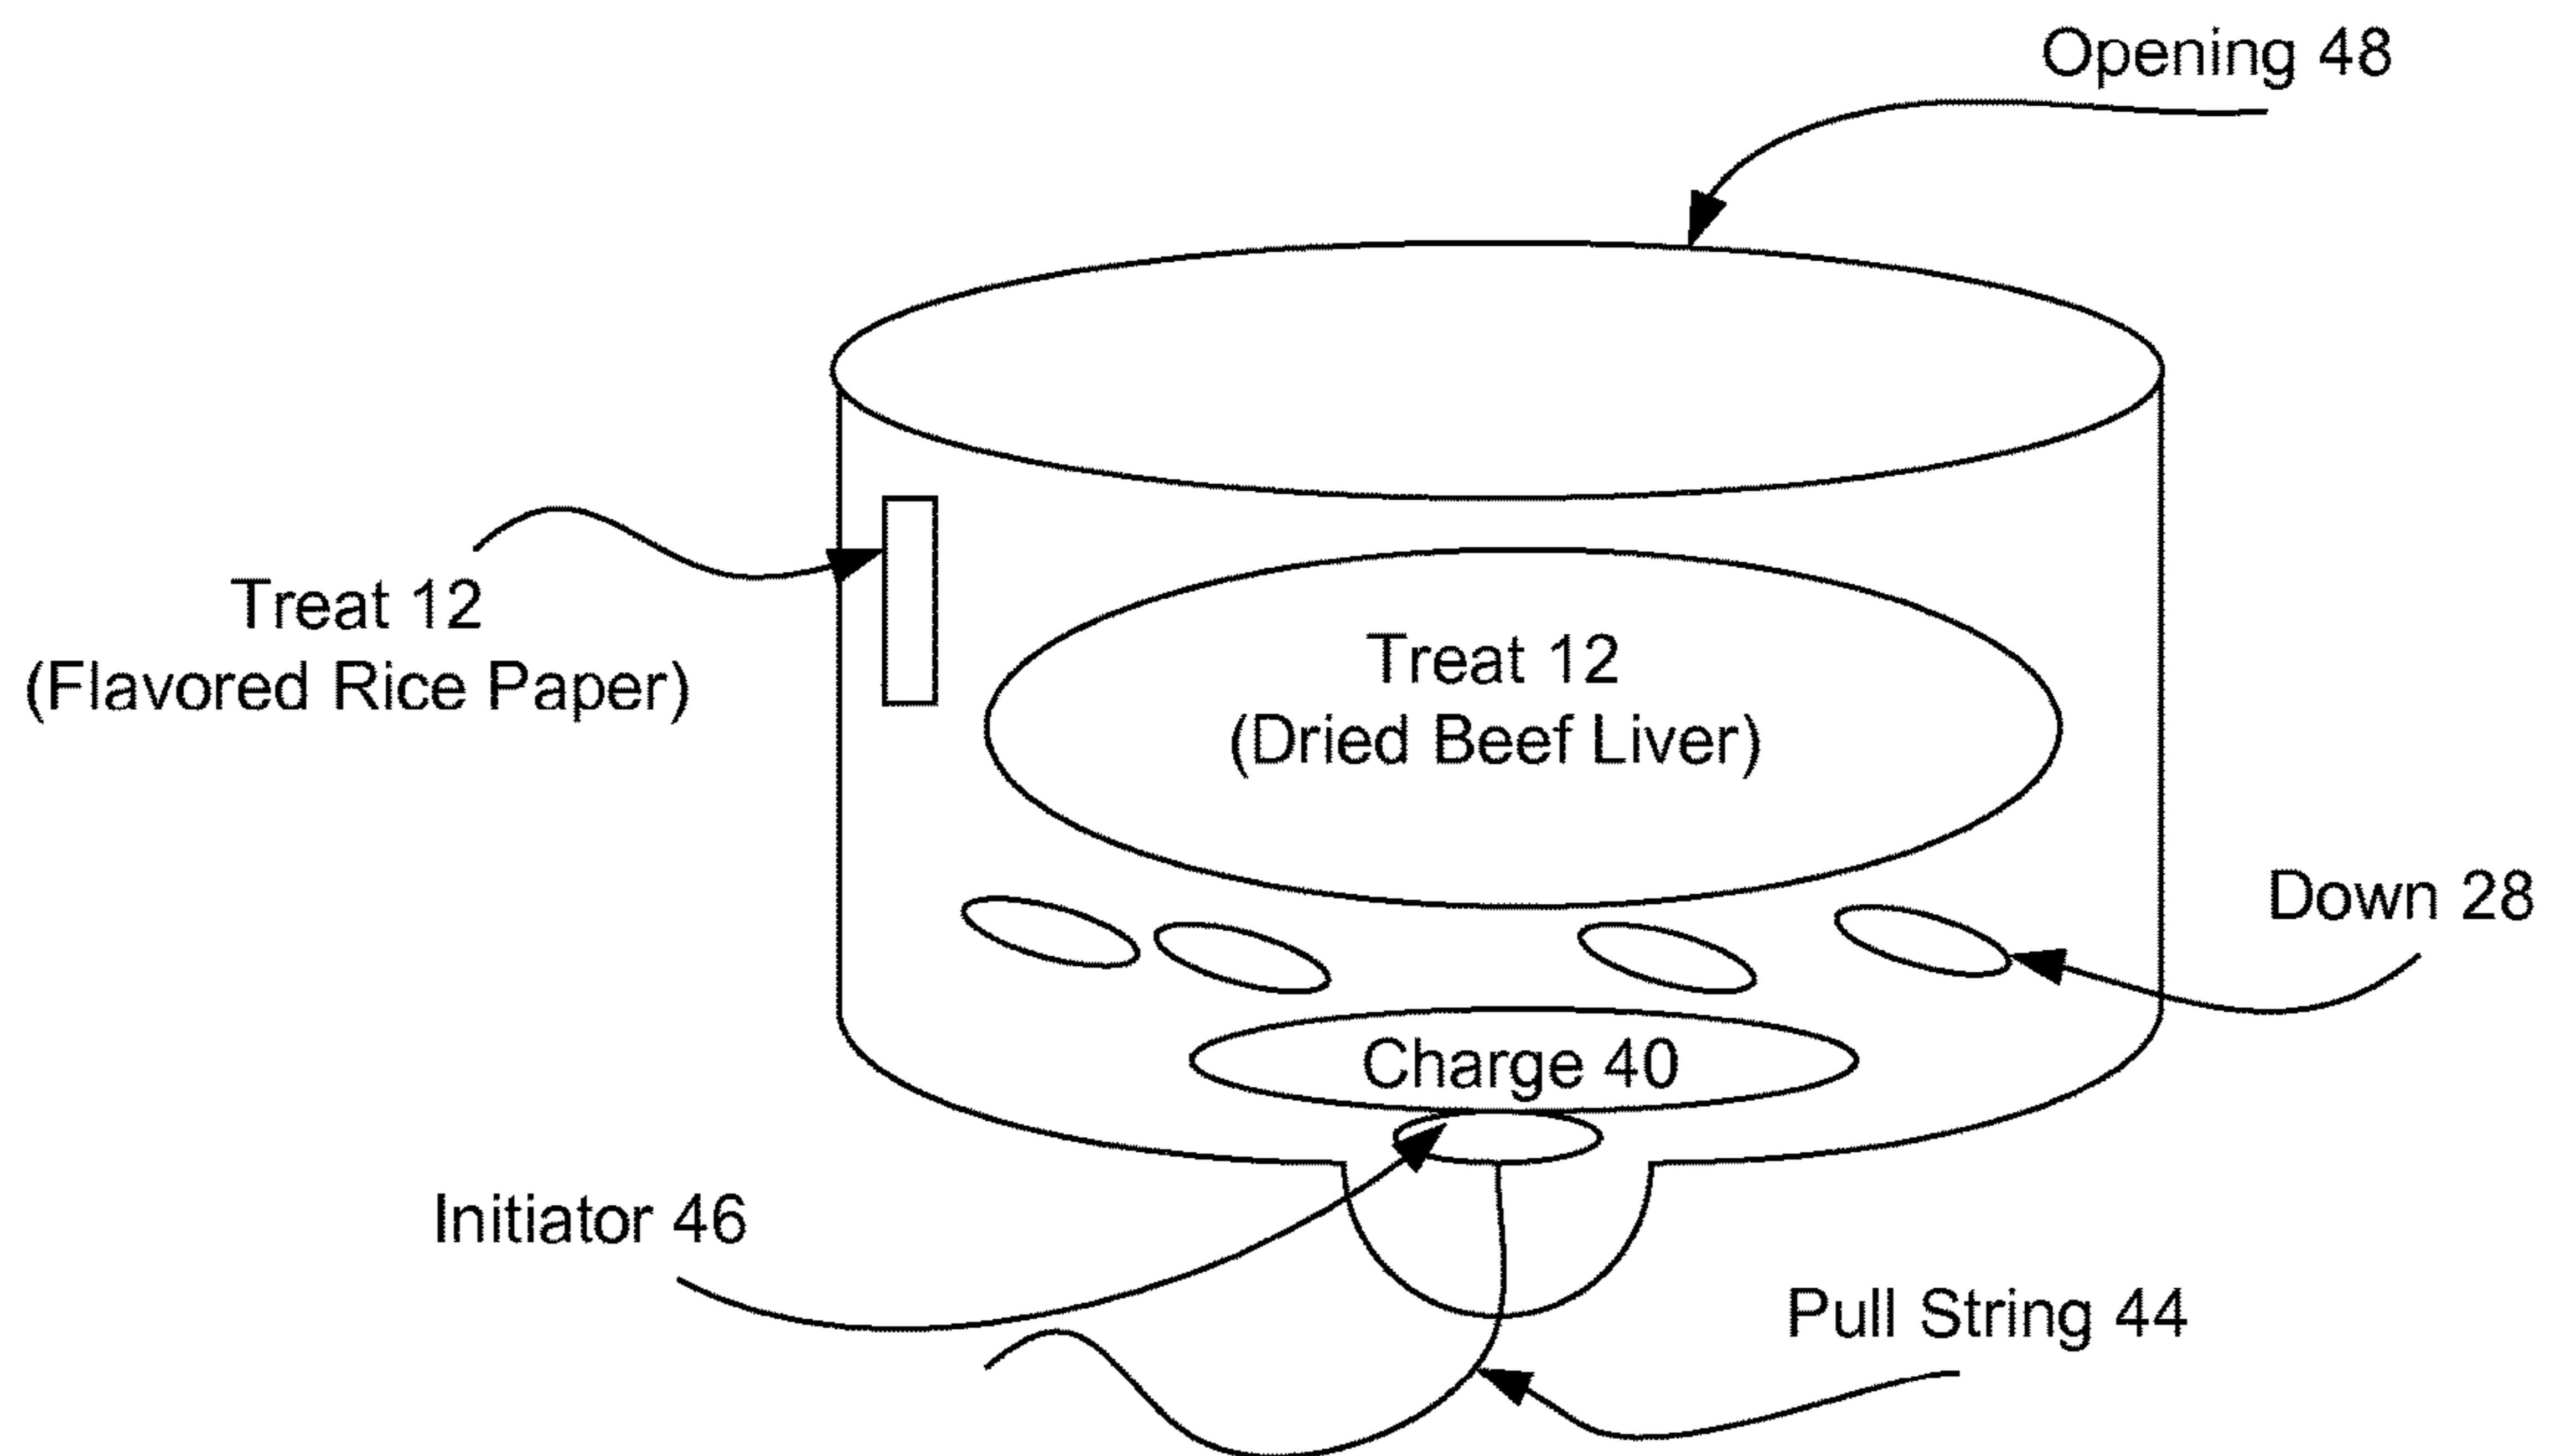 Opening 48
Treat 12
(Flavored Rice Paper)
Treat 12
(Dried Beef Liver)
Down 28
Charge 40
Initiator 46
Pull String 44